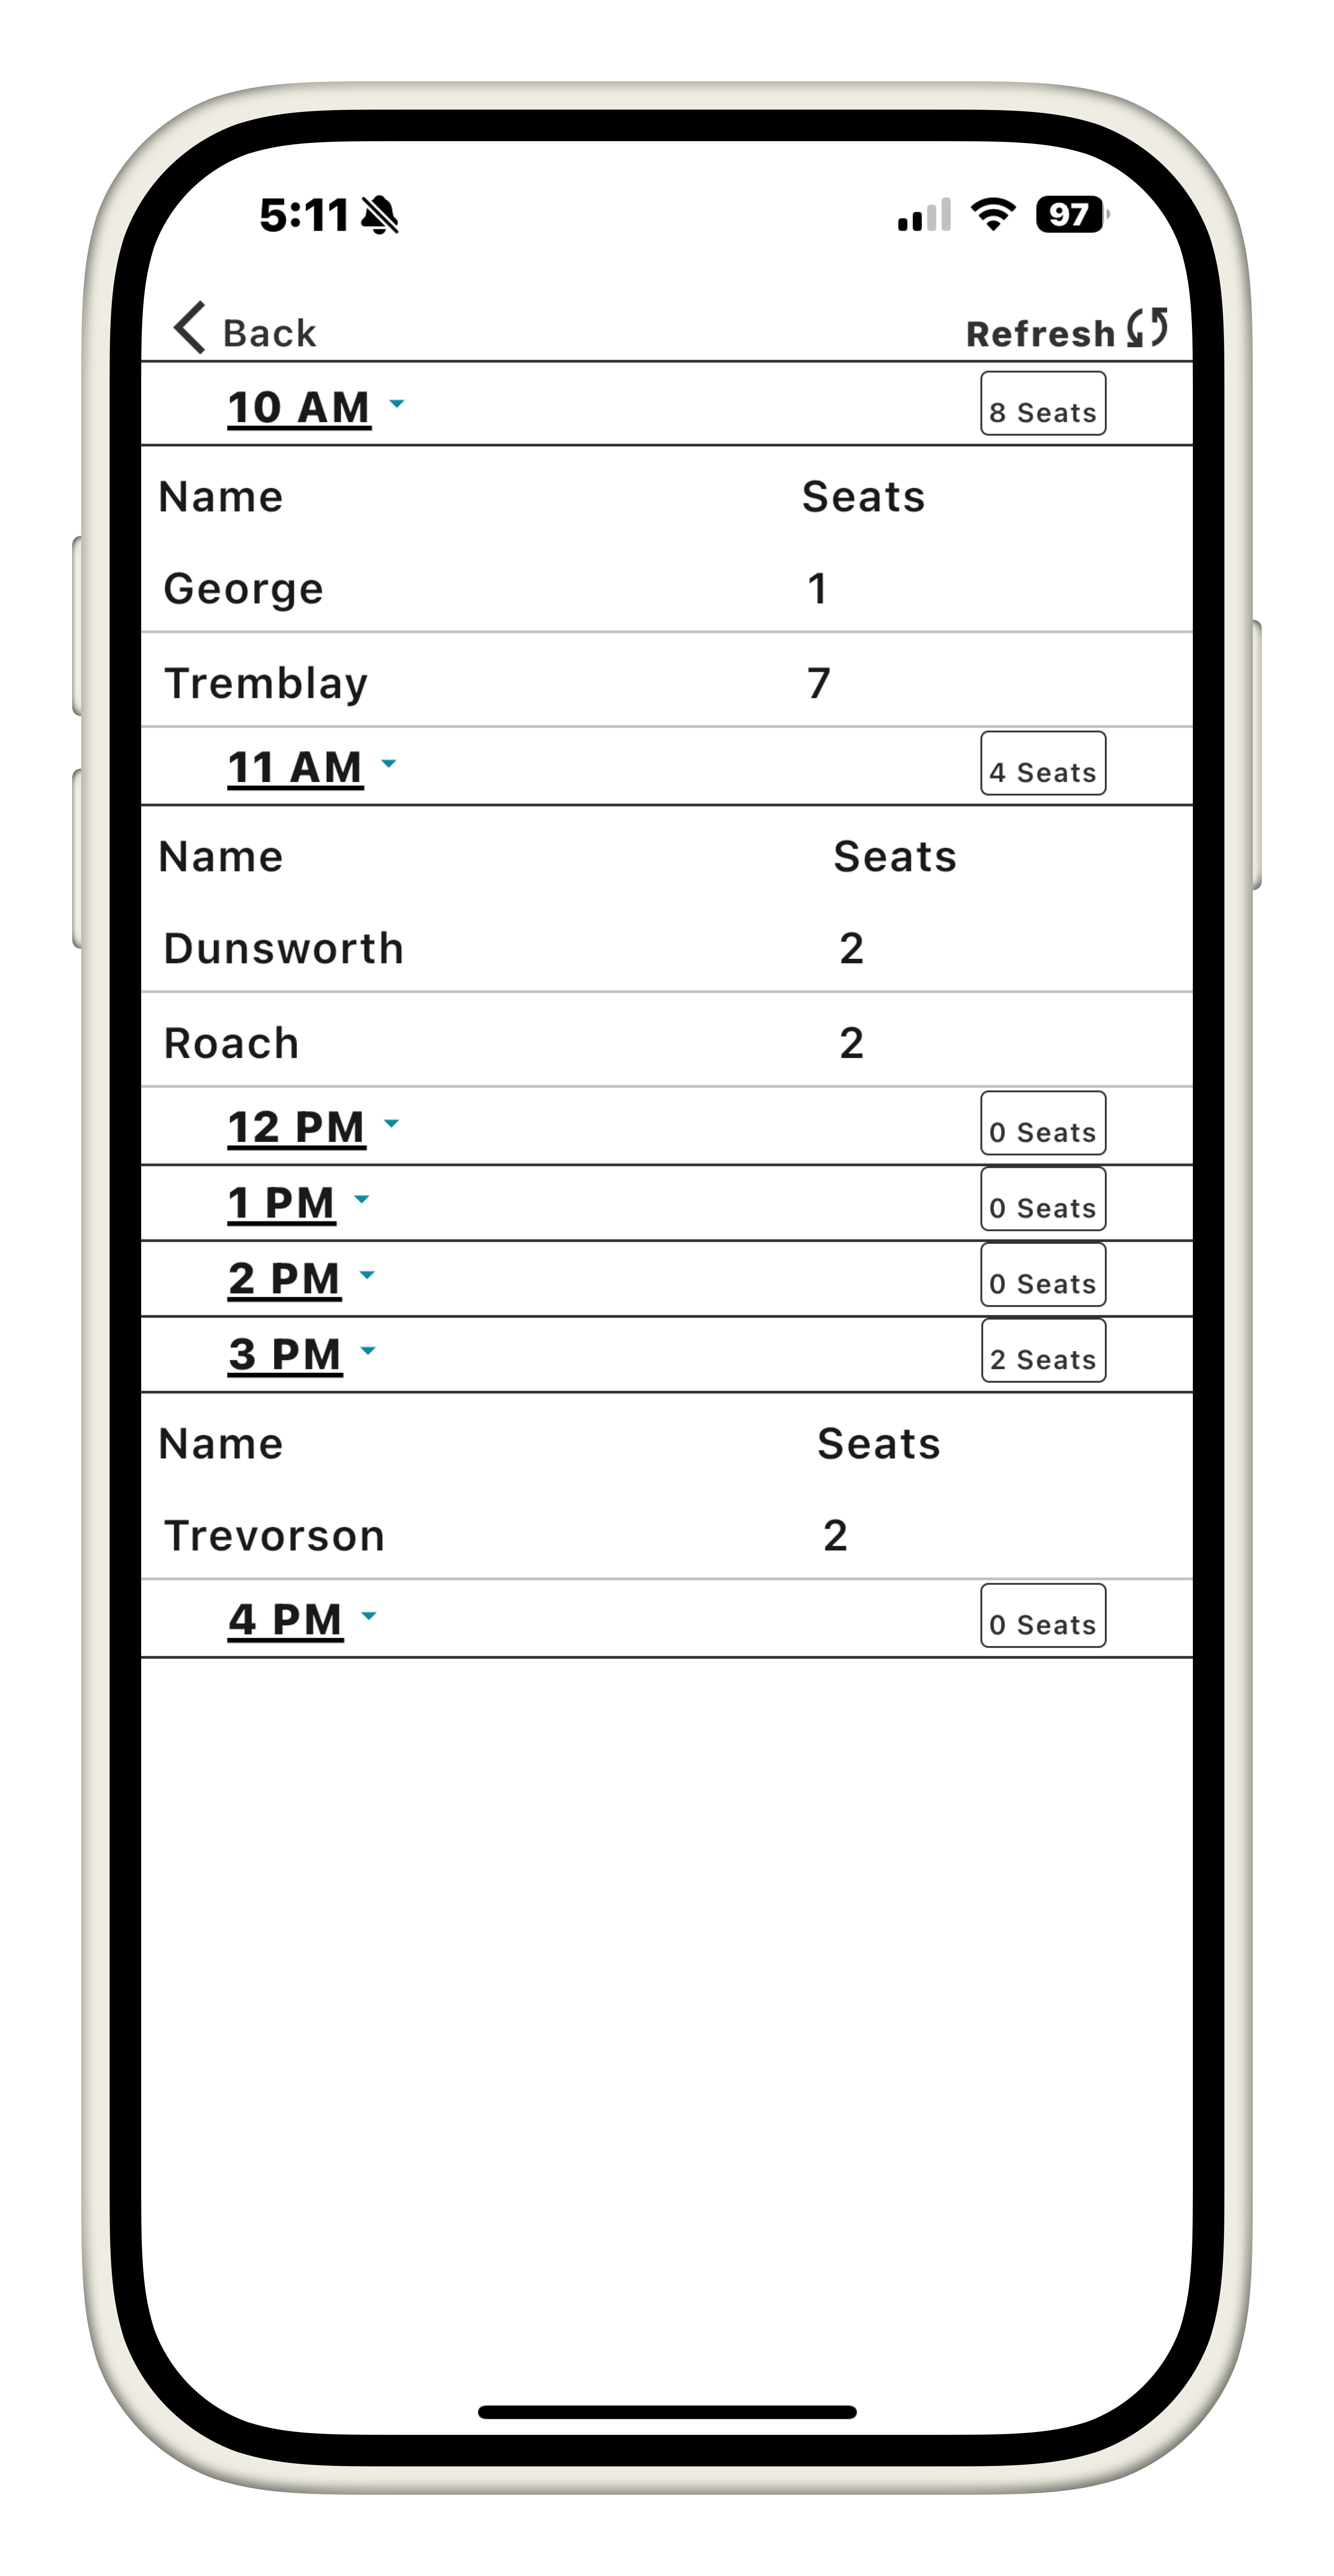 5:11 97
Back Refresh
10 AM 8 Seats
Name Seats
George 1
Tremblay 7
11 AM 4 Seats
Name Seats
Dunsworth 2
Roach 2
12 PM 0 Seats
1 PM 0 Seats
2 PM 0 Seats
3 PM 2 Seats
Name Seats
Trevorson 2
4 PM 0 Seats